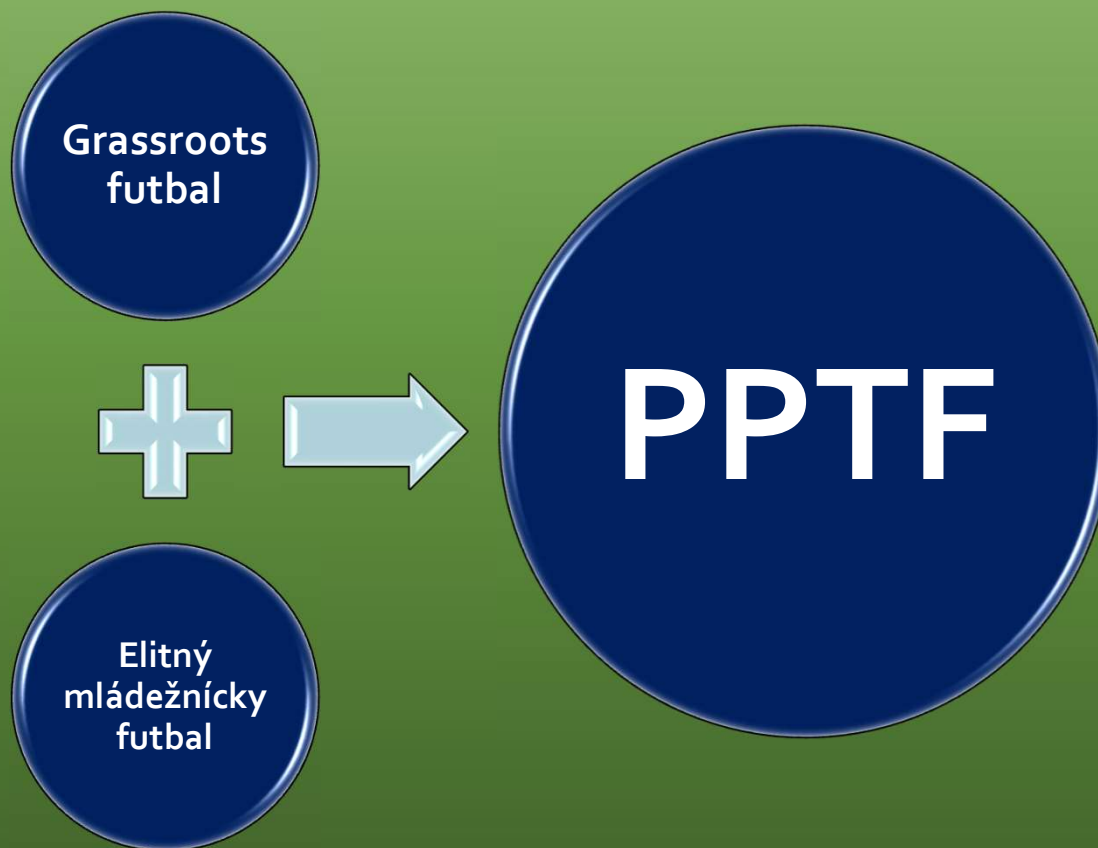 Grassroots
futbal
PPTF
Elitný
mládežnícky
futbal